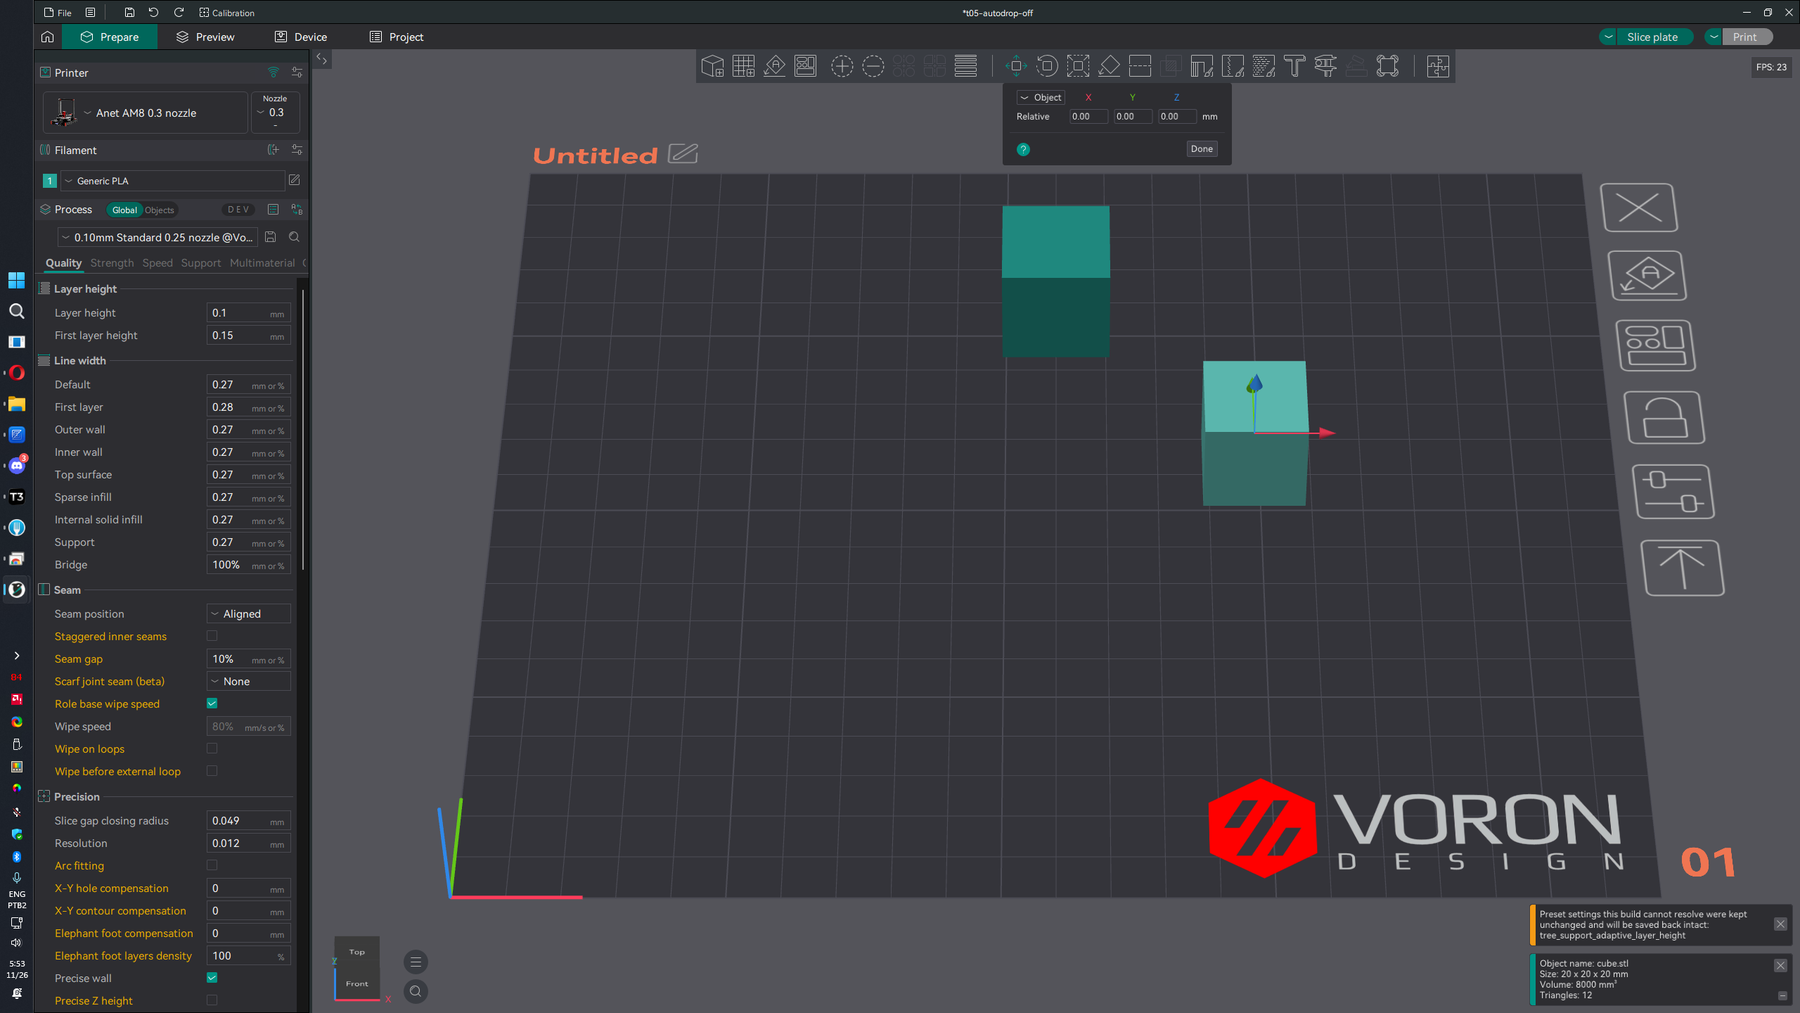 File
Calibration
*t05-autodrop-off
Prepare
Preview
Device
Project
Slice plate
Print
FPS: 23
Printer
Anet AM8 0.3 nozzle
Nozzle
0.3
-
Filament
1
Generic PLA
Process
Global
Objects
DEV
0.10mm Standard 0.25 nozzle @Vo...
Quality
Strength
Speed
Support
Multimaterial
Layer height
Layer height 0.1 mm
First layer height 0.15 mm
Line width
Default 0.27 mm or %
First layer 0.28 mm or %
Outer wall 0.27 mm or %
Inner wall 0.27 mm or %
Top surface 0.27 mm or %
Sparse infill 0.27 mm or %
Internal solid infill 0.27 mm or %
Support 0.27 mm or %
Bridge 100% mm or %
Seam
Seam position Aligned
Staggered inner seams
Seam gap 10% mm or %
Scarf joint seam (beta) None
Role base wipe speed
Wipe speed 80% mm/s or %
Wipe on loops
Wipe before external loop
Precision
Slice gap closing radius 0.049 mm
Resolution 0.012 mm
Arc fitting
X-Y hole compensation 0 mm
X-Y contour compensation 0 mm
Elephant foot compensation 0 mm
Elephant foot layers density 100 %
Precise wall
Precise Z height
Object X Y Z
Relative 0.00 0.00 0.00 mm
?
Done
Untitled
A
VORON
DESIGN
01
Top
Front
Y
X
Preset settings this build cannot resolve were kept
unchanged and will be saved back intact:
tree_support_adaptive_layer_height
Object name: cube.stl
Size: 20 x 20 x 20 mm
Volume: 8000 mm³
Triangles: 12
3
T3
ENG
PTB2
5:53
11/26